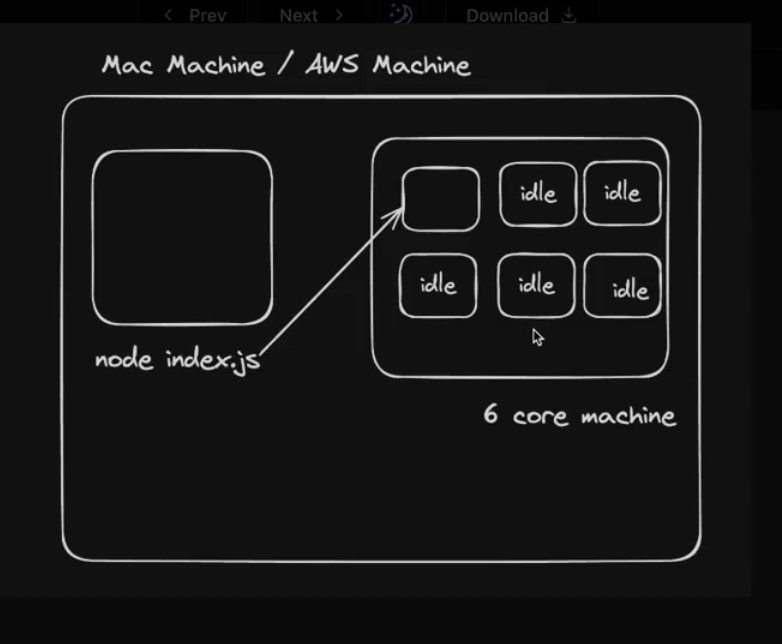 Prev
Next
Download
Mac Machine / AWS Machine
idle
idle
idle
idle
idle
node index.js
6 core machine